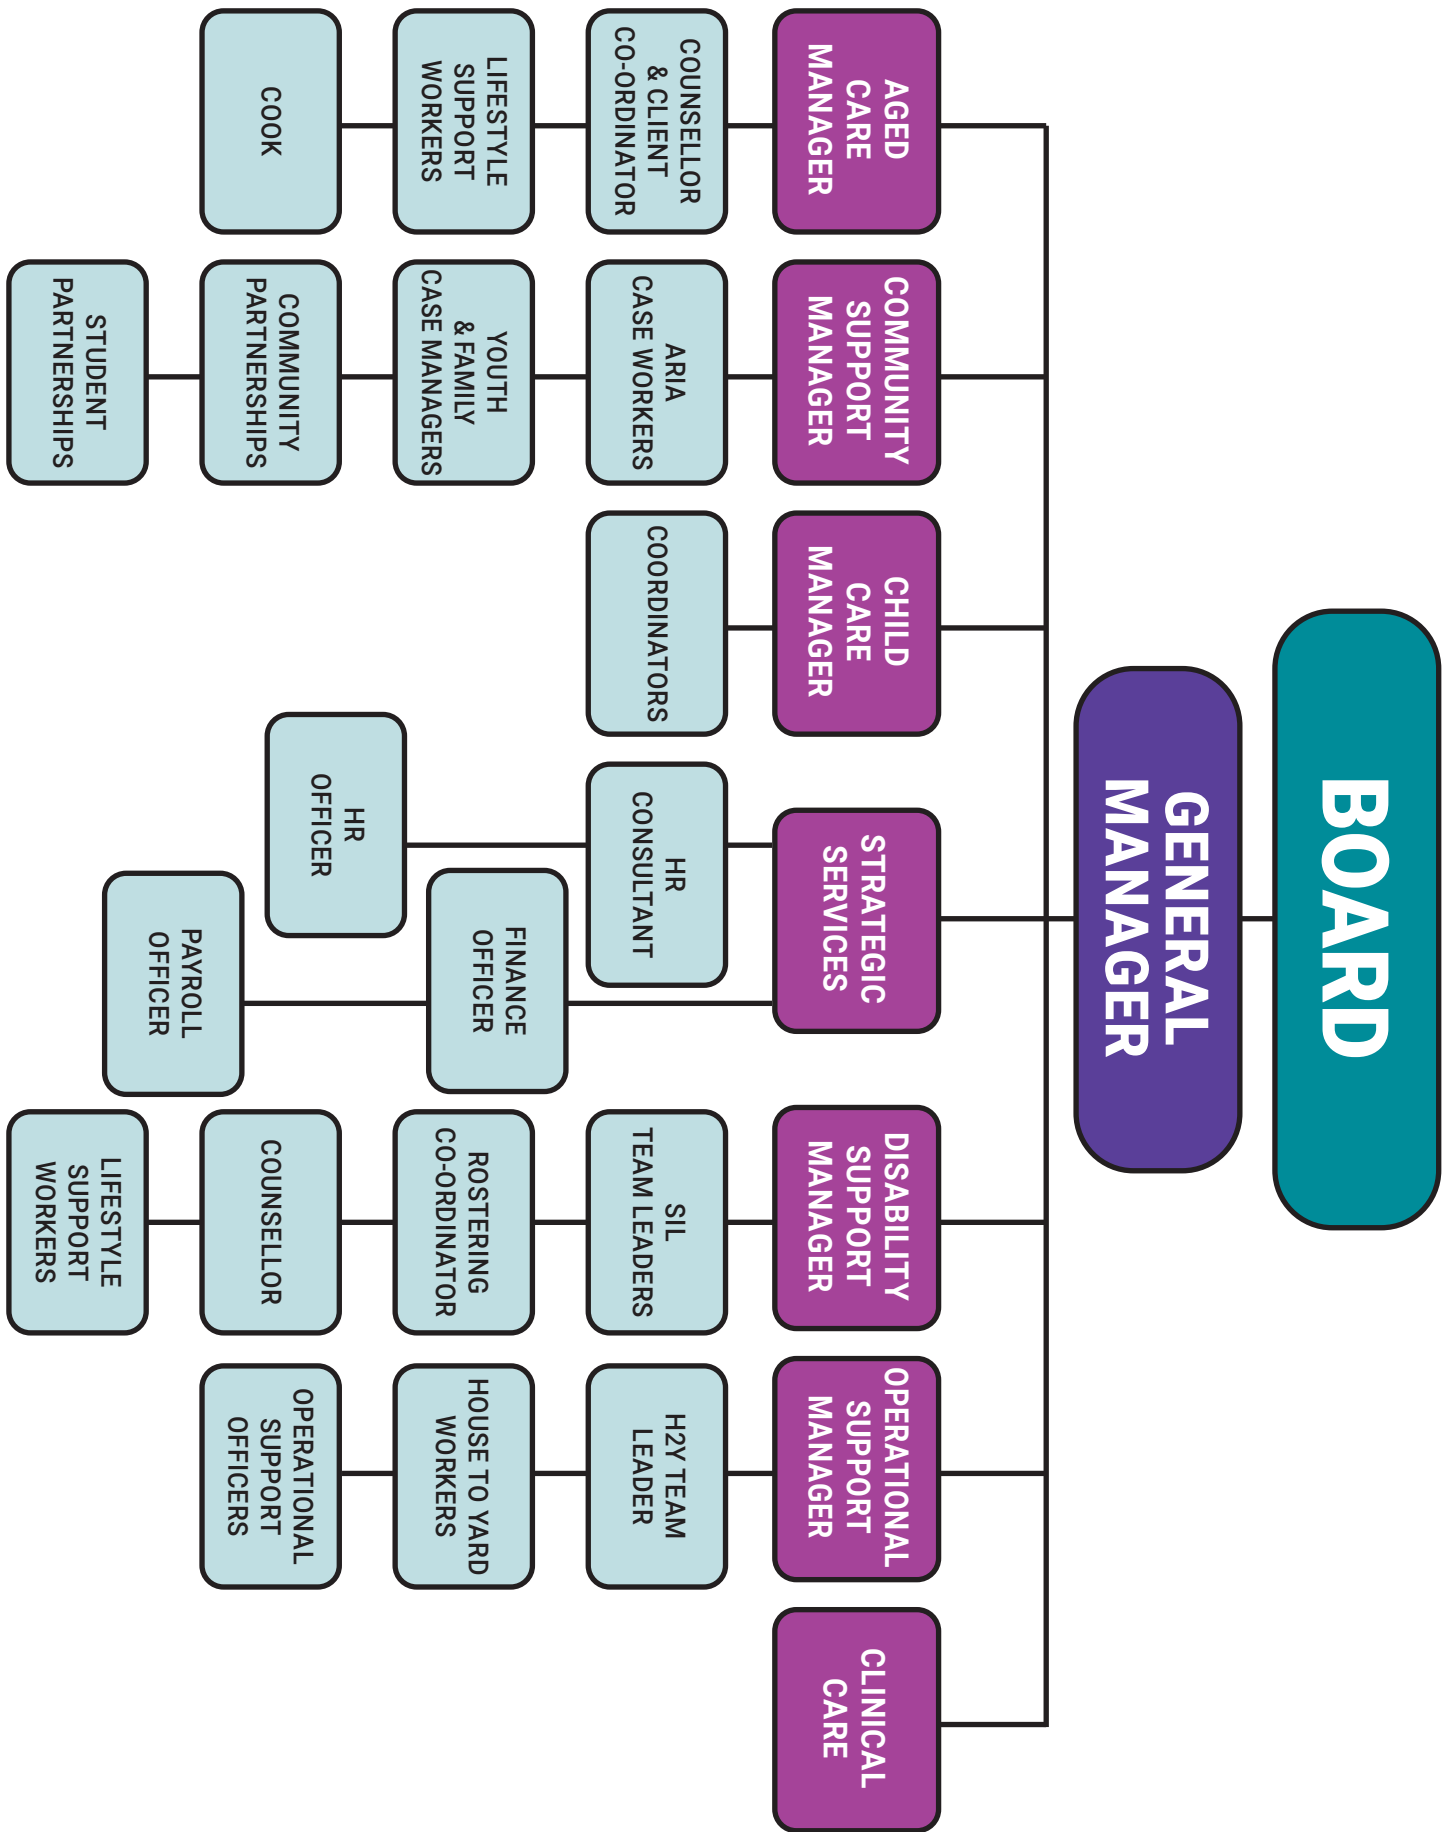 BOARD
GENERAL
MANAGER
AGED
CARE
MANAGER
COMMUNITY
SUPPORT
MANAGER
CHILD
CARE
MANAGER
STRATEGIC
SERVICES
DISABILITY
SUPPORT
MANAGER
OPERATIONAL
SUPPORT
MANAGER
CLINICAL
CARE
COUNSELLOR
& CLIENT
CO-ORDINATOR
ARIA
CASE WORKERS
COORDINATORS
HR
CONSULTANT
SIL
TEAM LEADERS
H2Y TEAM
LEADER
LIFESTYLE
SUPPORT
WORKERS
YOUTH
& FAMILY
CASE MANAGERS
FINANCE
OFFICER
ROSTERING
CO-ORDINATOR
HOUSE TO YARD
WORKERS
COOK
COMMUNITY
PARTNERSHIPS
HR
OFFICER
COUNSELLOR
OPERATIONAL
SUPPORT
OFFICERS
STUDENT
PARTNERSHIPS
PAYROLL
OFFICER
LIFESTYLE
SUPPORT
WORKERS